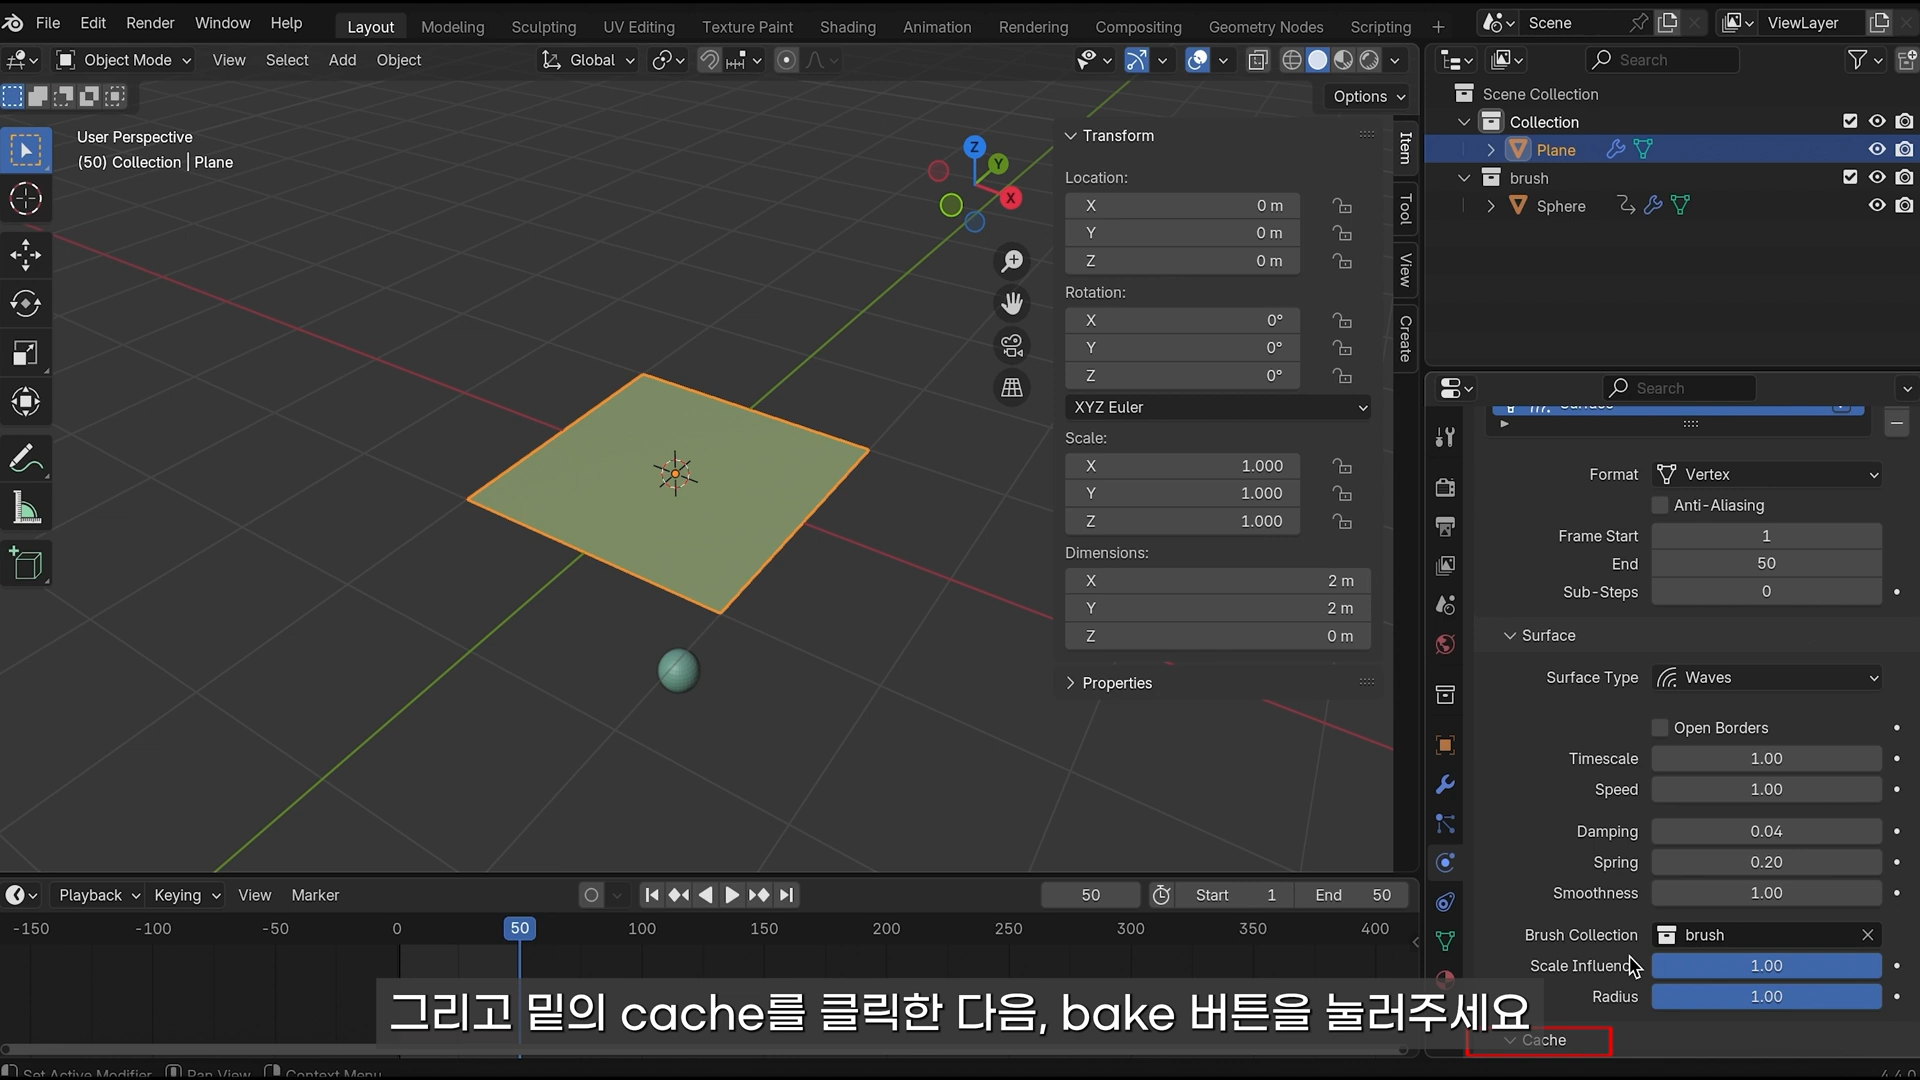 File Edit Render Window Help Layout Modeling Sculpting UV Editing Texture Paint Shading Animation Rendering Compositing Geometry Nodes Scripting + Scene ViewLayer
Object Mode View Select Add Object Global Search
Options
User Perspective
(50) Collection | Plane
Z
Y
X
Transform
Location:
X 0 m
Y 0 m
Z 0 m
Rotation:
X 0°
Y 0°
Z 0°
XYZ Euler
Scale:
X 1.000
Y 1.000
Z 1.000
Dimensions:
X 2 m
Y 2 m
Z 0 m
Properties
Item
Tool
View
Create
Scene Collection
Collection
Plane
brush
Sphere
Search
Surface
Format Vertex
Anti-Aliasing
Frame Start 1
End 50
Sub-Steps 0
Surface
Surface Type Waves
Open Borders
Timescale 1.00
Speed 1.00
Damping 0.04
Spring 0.20
Smoothness 1.00
Brush Collection brush
Scale Influenc 1.00
Radius 1.00
Cache
Playback Keying View Marker 50 Start 1 End 50
-150 -100 -50 0 50 100 150 200 250 300 350 400
그리고 밑의 cache를 클릭한 다음, bake 버튼을 눌러주세요
Set Active Modifier Pan View Context Menu 4.4.0